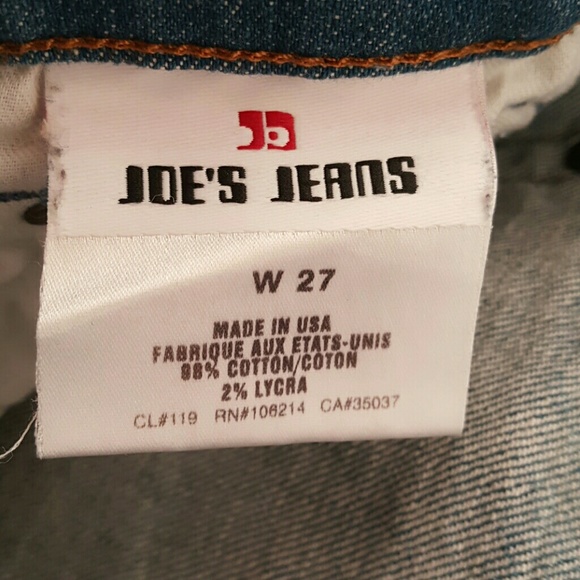 JOE'S JEANS
W 27
MADE IN USA
FABRIQUE AUX ETATS-UNIS
98% COTTON/COTON
2% LYCRA
CL#119 RN#106214 CA#35037